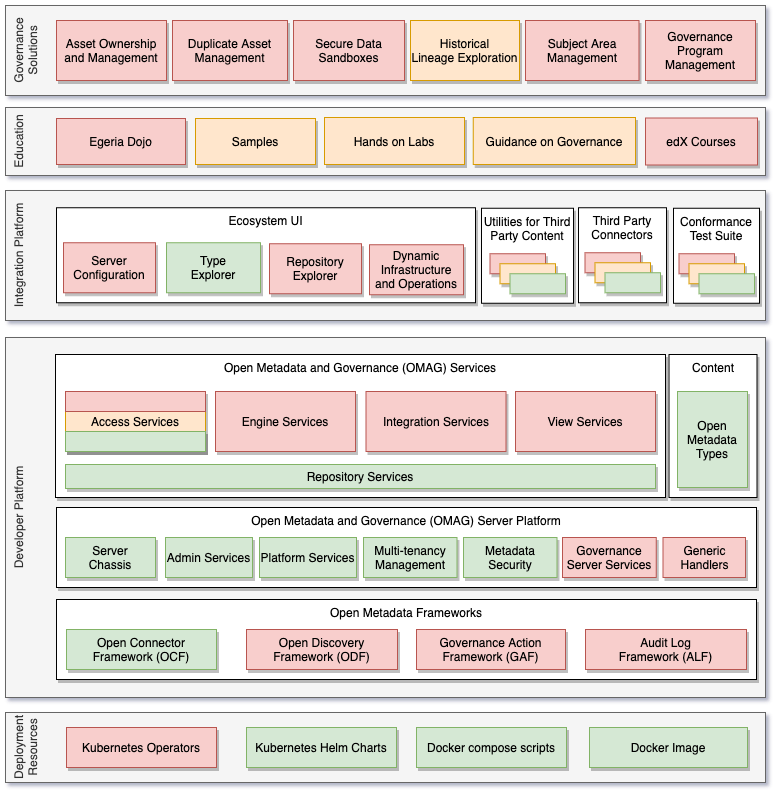 Governance
Solutions
Asset Ownership
and Management
Duplicate Asset
Management
Secure Data
Sandboxes
Historical
Lineage Exploration
Subject Area
Management
Governance
Program
Management
Education
Egeria Dojo
Samples
Hands on Labs
Guidance on Governance
edX Courses
Integration Platform
Ecosystem UI
Server
Configuration
Type
Explorer
Repository
Explorer
Dynamic
Infrastructure
and Operations
Utilities for Third
Party Content
Third Party
Connectors
Conformance
Test Suite
Developer Platform
Open Metadata and Governance (OMAG) Services
Access Services
Engine Services
Integration Services
View Services
Repository Services
Content
Open
Metadata
Types
Open Metadata and Governance (OMAG) Server Platform
Server
Chassis
Admin Services
Platform Services
Multi-tenancy
Management
Metadata
Security
Governance
Server Services
Generic
Handlers
Open Metadata Frameworks
Open Connector
Framework (OCF)
Open Discovery
Framework (ODF)
Governance Action
Framework (GAF)
Audit Log
Framework (ALF)
Deployment
Resources
Kubernetes Operators
Kubernetes Helm Charts
Docker compose scripts
Docker Image